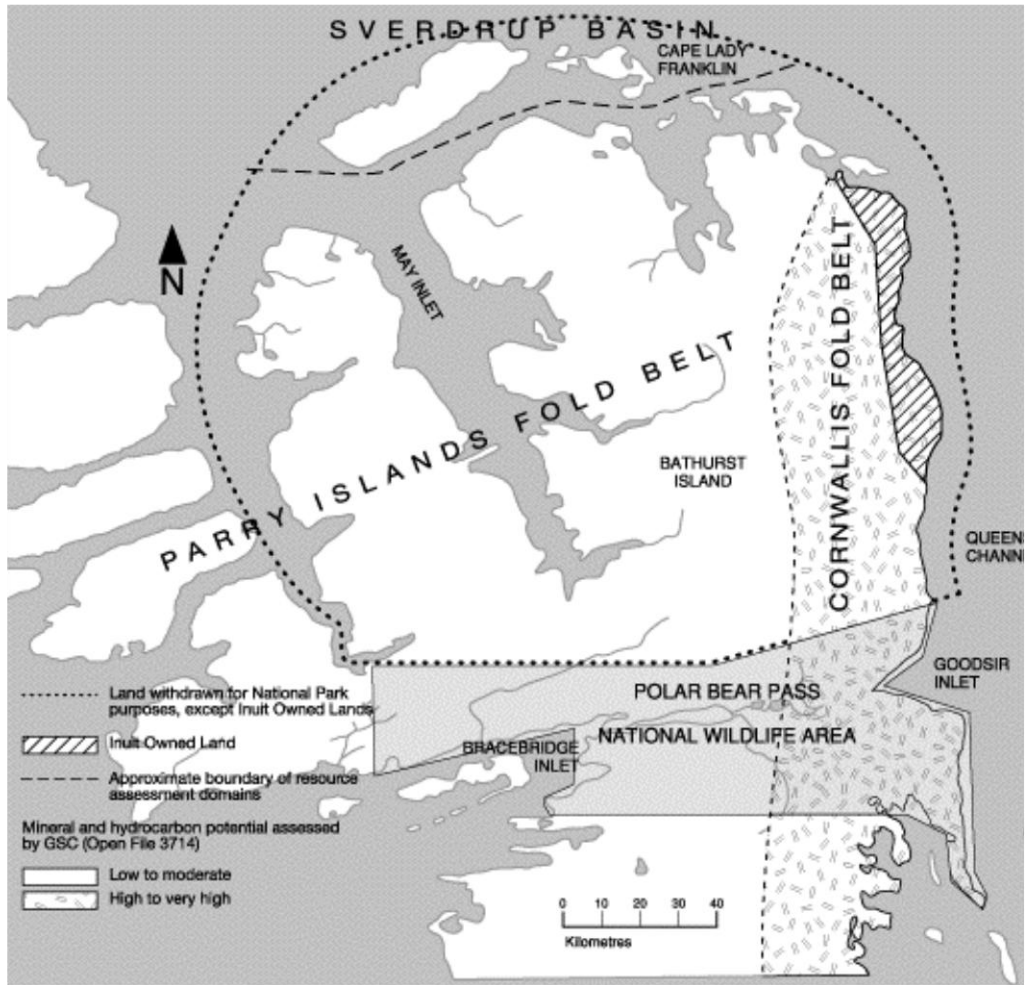 SVERDRUP BASIN
CAPE LADY
FRANKLIN
N
MAY INLET
PARRY ISLANDS FOLD BELT
CORNWALLIS FOLD BELT
BATHURST
ISLAND
QUEENS
CHANNE
GOODSIR
INLET
POLAR BEAR PASS
NATIONAL WILDLIFE AREA
BRACEBRIDGE
INLET
Land withdrawn for National Park
purposes, except Inuit Owned Lands
Inuit Owned Land
Approximate boundary of resource
assessment domains
Mineral and hydrocarbon potential assessed
by GSC (Open File 3714)
Low to moderate
High to very high
0 10 20 30 40
Kilometres